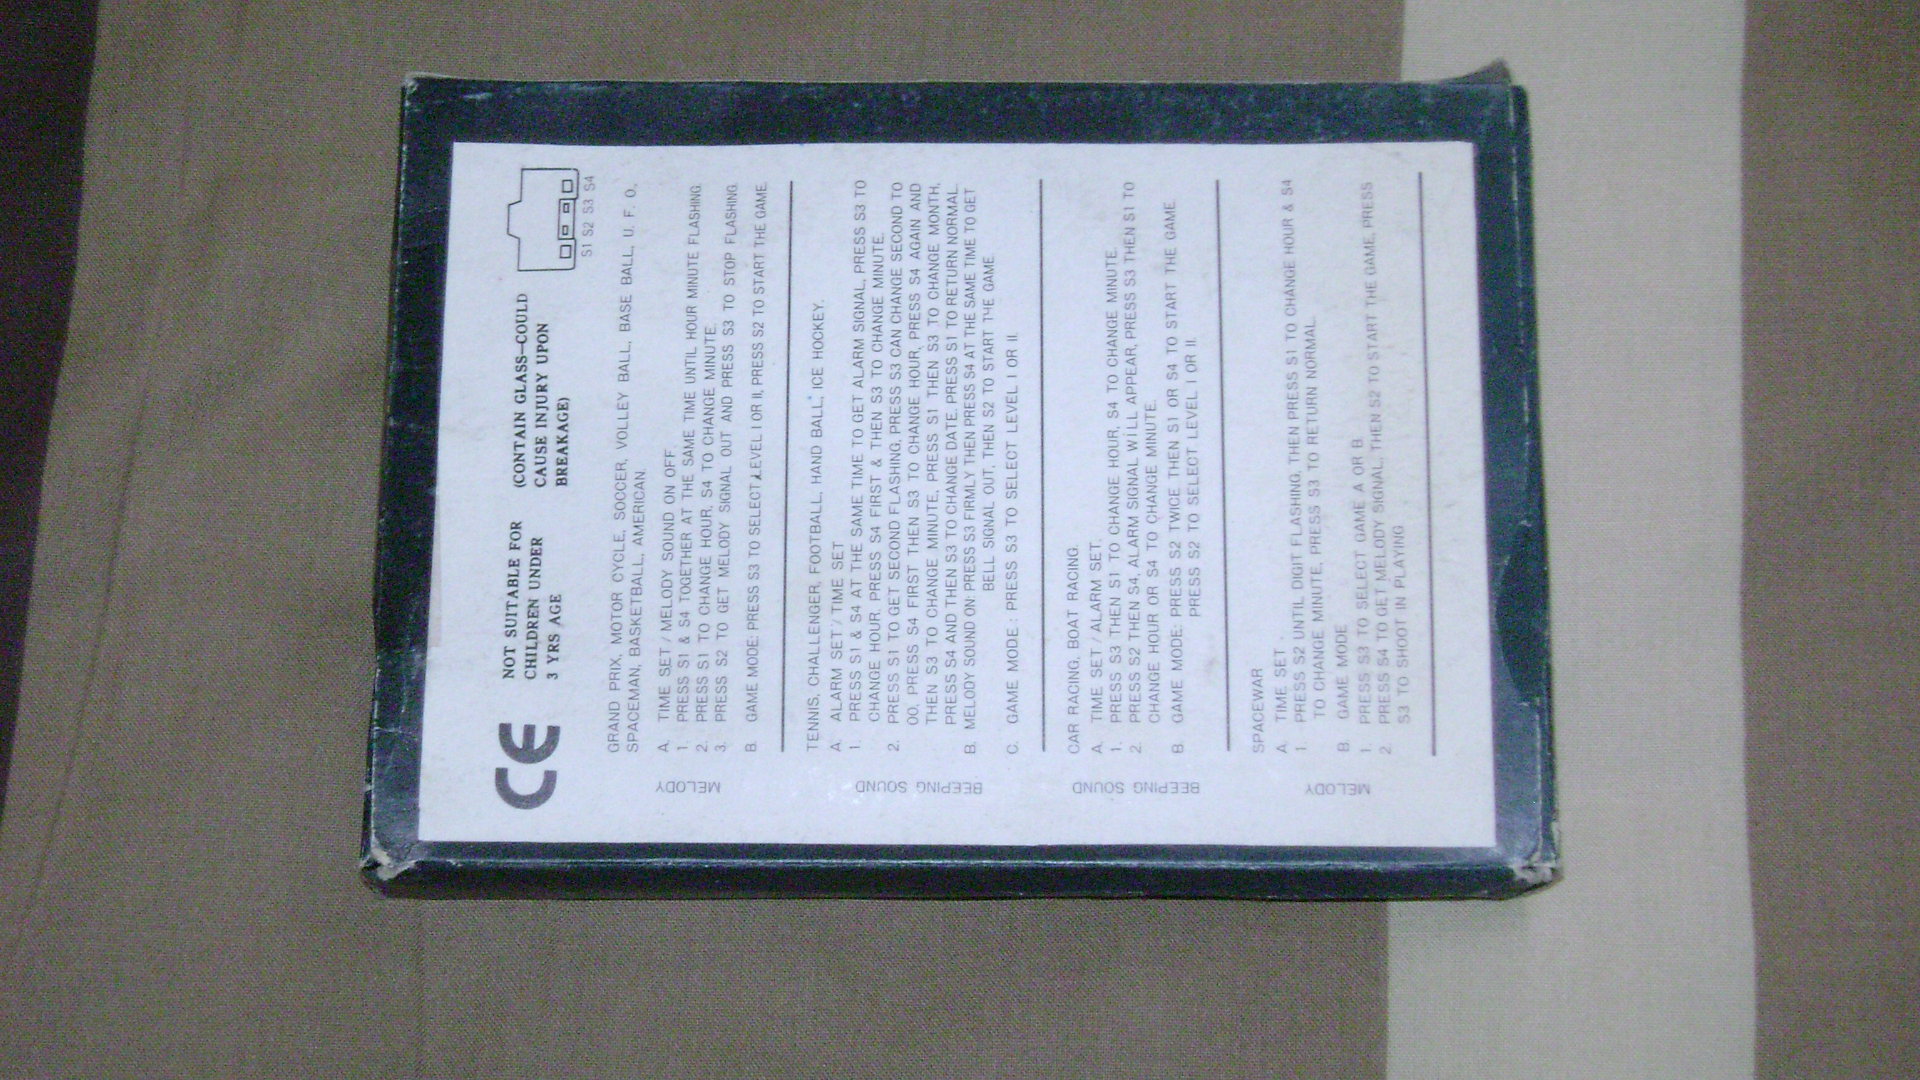 CE
NOT SUITABLE FOR
CHILDREN UNDER
3 YRS AGE
(CONTAIN GLASS-COULD
CAUSE INJURY UPON
BREAKAGE)
S1 S2 S3 S4
GRAND PRIX, MOTOR CYCLE, SOCCER, VOLLEY BALL, BASE BALL, U. F. O,
SPACEMAN, BASKETBALL, AMERICAN.
MELODY
A. TIME SET / MELODY SOUND ON OFF.
1. PRESS S1 & S4 TOGETHER AT THE SAME TIME UNTIL HOUR MINUTE FLASHING.
2. PRESS S1 TO CHANGE HOUR, S4 TO CHANGE MINUTE.
3. PRESS S2 TO GET MELODY SIGNAL OUT AND PRESS S3 TO STOP FLASHING.
B. GAME MODE: PRESS S3 TO SELECT LEVEL I OR II, PRESS S2 TO START THE GAME.
TENNIS, CHALLENGER, FOOTBALL, HAND BALL, ICE HOCKEY.
BEEPING SOUND
A. ALARM SET / TIME SET
1. PRESS S1 & S4 AT THE SAME TIME TO GET ALARM SIGNAL, PRESS S3 TO
CHANGE HOUR. PRESS S4 FIRST & THEN S3 TO CHANGE MINUTE.
2. PRESS S1 TO GET SECOND FLASHING, PRESS S3 CAN CHANGE SECOND TO
00, PRESS S4 FIRST THEN S3 TO CHANGE HOUR, PRESS S4 AGAIN AND
THEN S3 TO CHANGE MINUTE, PRESS S1 THEN S3 TO CHANGE MONTH,
PRESS S4 AND THEN S3 TO CHANGE DATE. PRESS S1 TO RETURN NORMAL.
B. MELODY SOUND ON: PRESS S3 FIRMLY THEN PRESS S4 AT THE SAME TIME TO GET
BELL SIGNAL OUT, THEN S2 TO START THE GAME.
C. GAME MODE.: PRESS S3 TO SELECT LEVEL I OR II.
CAR RACING, BOAT RACING
BEEPING SOUND
A. TIME SET / ALARM SET.
1. PRESS S3 THEN S1 TO CHANGE HOUR, S4 TO CHANGE MINUTE.
2. PRESS S2 THEN S4, ALARM SIGNAL WILL APPEAR, PRESS S3 THEN S1 TO
CHANGE HOUR OR S4 TO CHANGE MINUTE.
B. GAME MODE: PRESS S2 TWICE THEN S1 OR S4 TO START THE GAME.
PRESS S2 TO SELECT LEVEL I OR II.
SPACEWAR
MELODY
A. TIME SET.
1. PRESS S2 UNTIL DIGIT FLASHING, THEN PRESS S1 TO CHANGE HOUR & S4
TO CHANGE MINUTE, PRESS S3 TO RETURN NORMAL.
B. GAME MODE
1. PRESS S3 TO SELECT GAME A OR B.
2. PRESS S4 TO GET MELODY SIGNAL, THEN S2 TO START THE GAME, PRESS
S3 TO SHOOT IN PLAYING